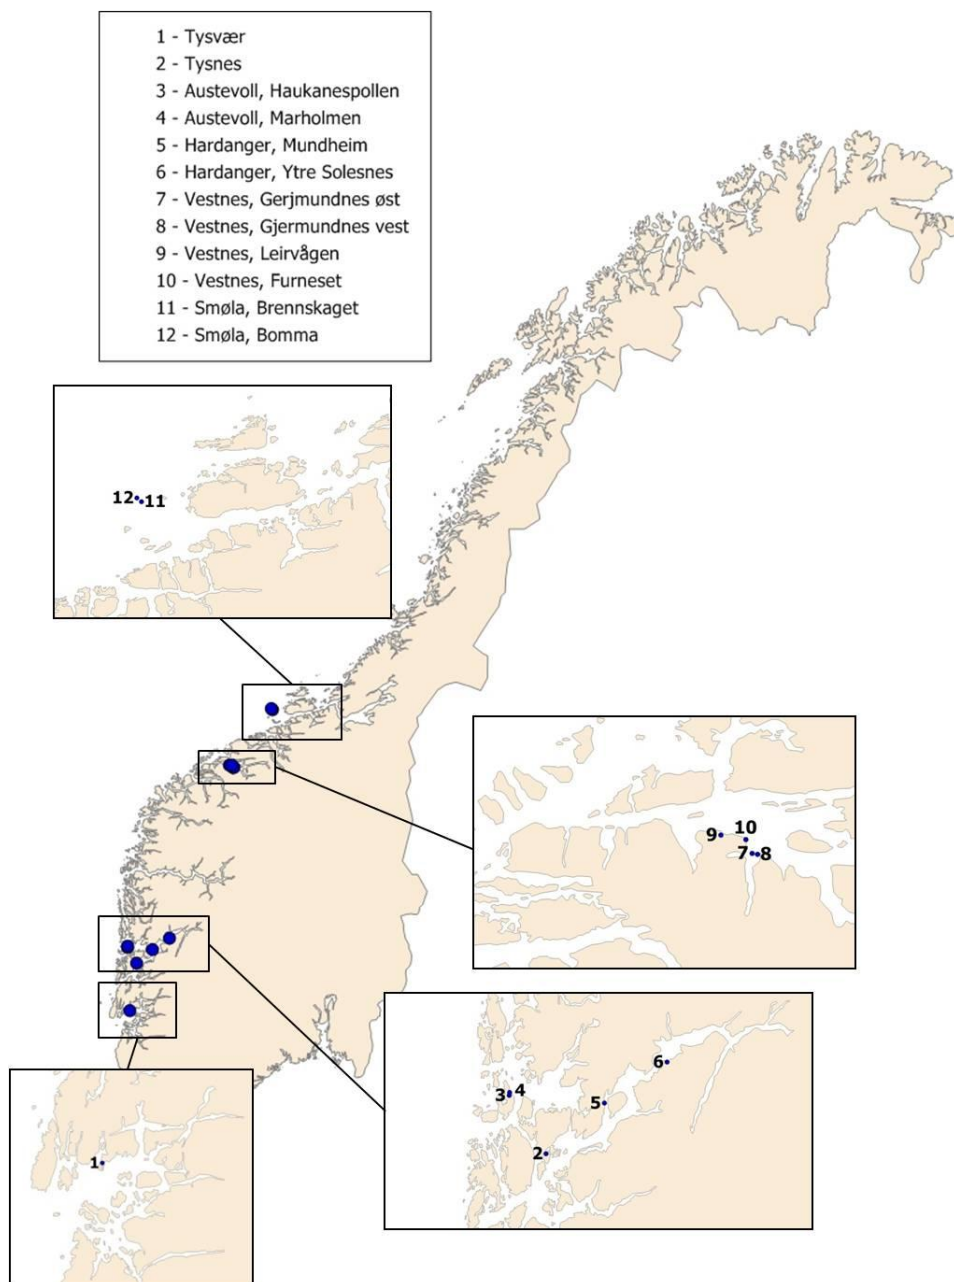 1 - Tysvær
2 - Tysnes
3 - Austevoll, Haukanespollen
4 - Austevoll, Marholmen
5 - Hardanger, Mundheim
6 - Hardanger, Ytre Solesnes
7 - Vestnes, Gerjmundnes øst
8 - Vestnes, Gjermundnes vest
9 - Vestnes, Leirvågen
10 - Vestnes, Furneset
11 - Smøla, Brennskaget
12 - Smøla, Bomma
12 11
9 10
7 8
6
3 4
5
2
1